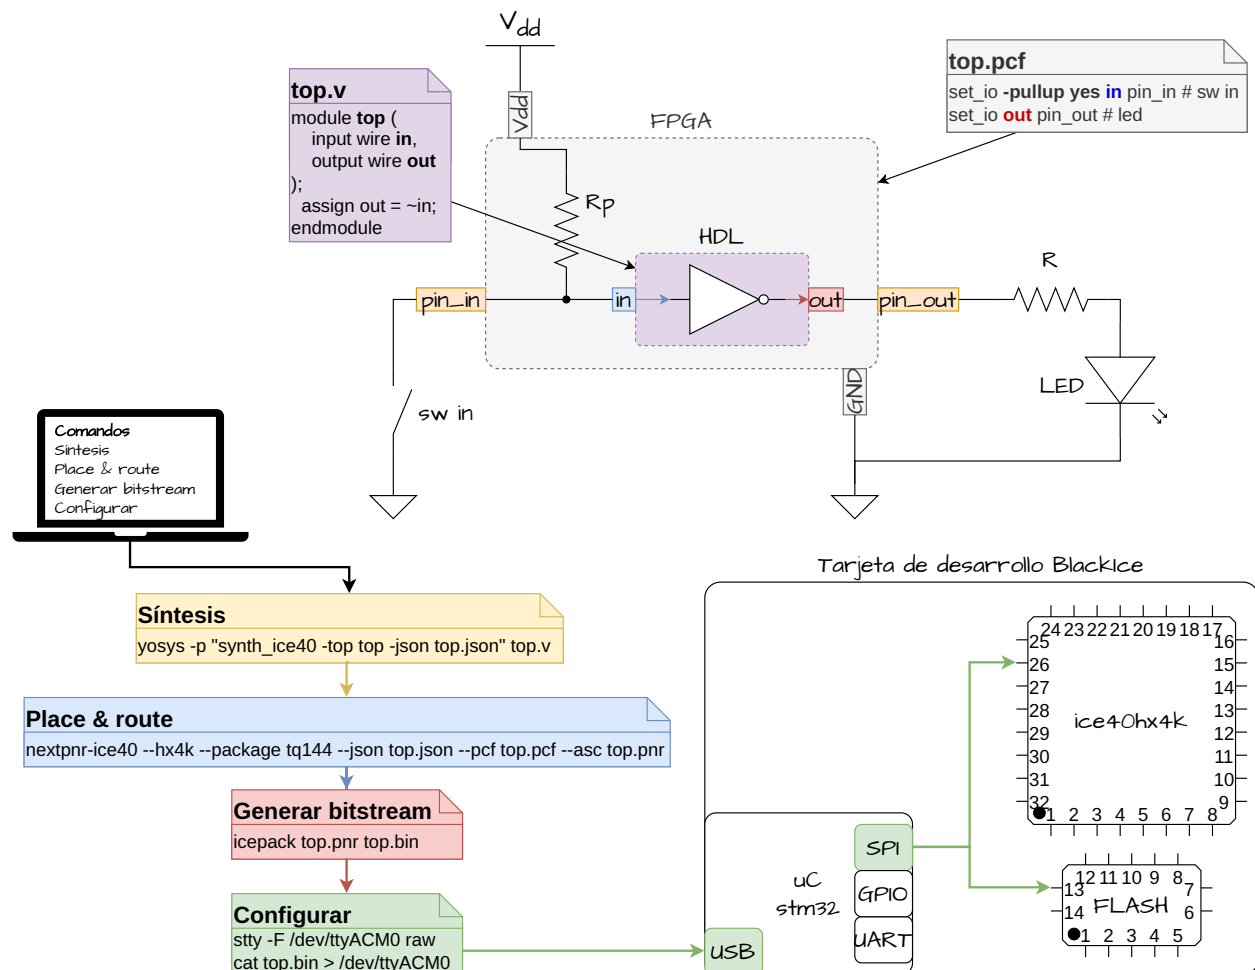 Vdd
top.pcf
set_io -pullup yes in pin_in # sw in
set_io out pin_out # led
top.v
module top (
input wire in,
output wire out
);
assign out = ~in;
endmodule
Vdd
FPGA
Rp
HDL
R
pin_in
in
out
pin_out
LED
GND
sw in
Comandos
Síntesis
Place & route
Generar bitstream
Configurar
Tarjeta de desarrollo BlackIce
Síntesis
yosys -p "synth_ice40 -top top -json top.json" top.v
Place & route
nextpnr-ice40 --hx4k --package tq144 --json top.json --pcf top.pcf --asc top.pnr
Generar bitstream
icepack top.pnr top.bin
Configurar
stty -F /dev/ttyACM0 raw
cat top.bin > /dev/ttyACM0
24 23 22 21 20 19 18 17
25 16
26 15
27 14
28 13
29 12
30 11
31 10
32 9
1 2 3 4 5 6 7 8
ice40hx4k
SPI
GPIO
UART
uC
stm32
USB
12 11 10 9 8
13 7
14 6
FLASH
1 2 3 4 5